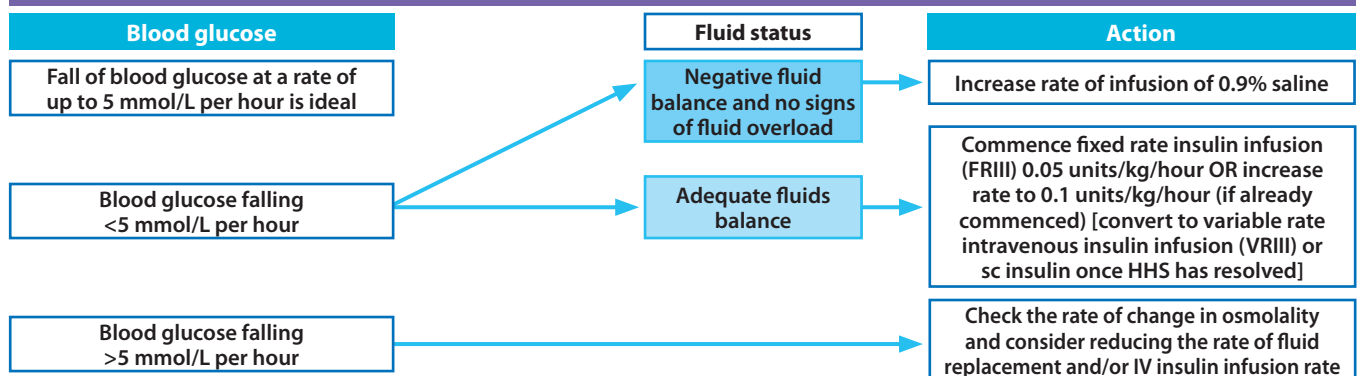 Blood glucose
Fluid status
Action
Fall of blood glucose at a rate of
up to 5 mmol/L per hour is ideal
Negative fluid
balance and no signs
of fluid overload
Increase rate of infusion of 0.9% saline
Blood glucose falling
<5 mmol/L per hour
Adequate fluids
balance
Commence fixed rate insulin infusion
(FRIII) 0.05 units/kg/hour OR increase
rate to 0.1 units/kg/hour (if already
commenced) [convert to variable rate
intravenous insulin infusion (VRIII) or
sc insulin once HHS has resolved]
Blood glucose falling
>5 mmol/L per hour
Check the rate of change in osmolality
and consider reducing the rate of fluid
replacement and/or IV insulin infusion rate